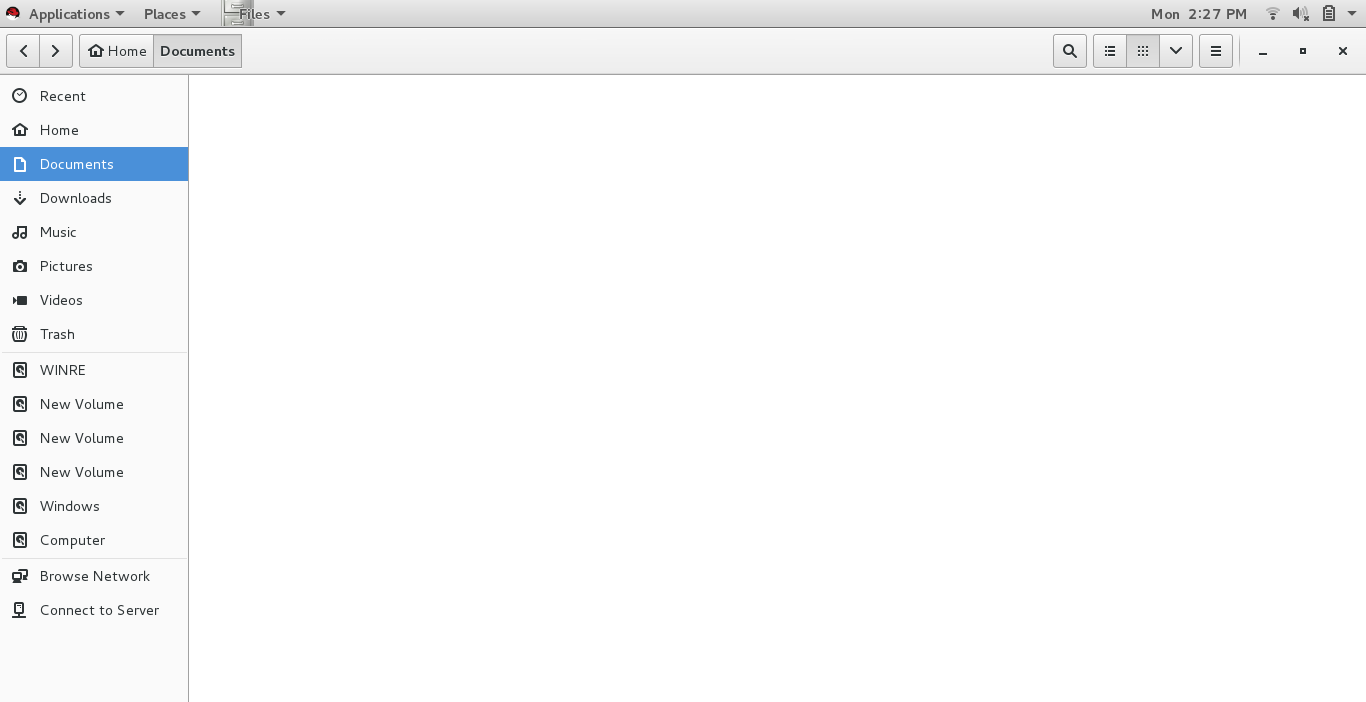 Applications Places Files Mon 2:27 PM
Home Documents
Recent
Home
Documents
Downloads
Music
Pictures
Videos
Trash
WINRE
New Volume
New Volume
New Volume
Windows
Computer
Browse Network
Connect to Server